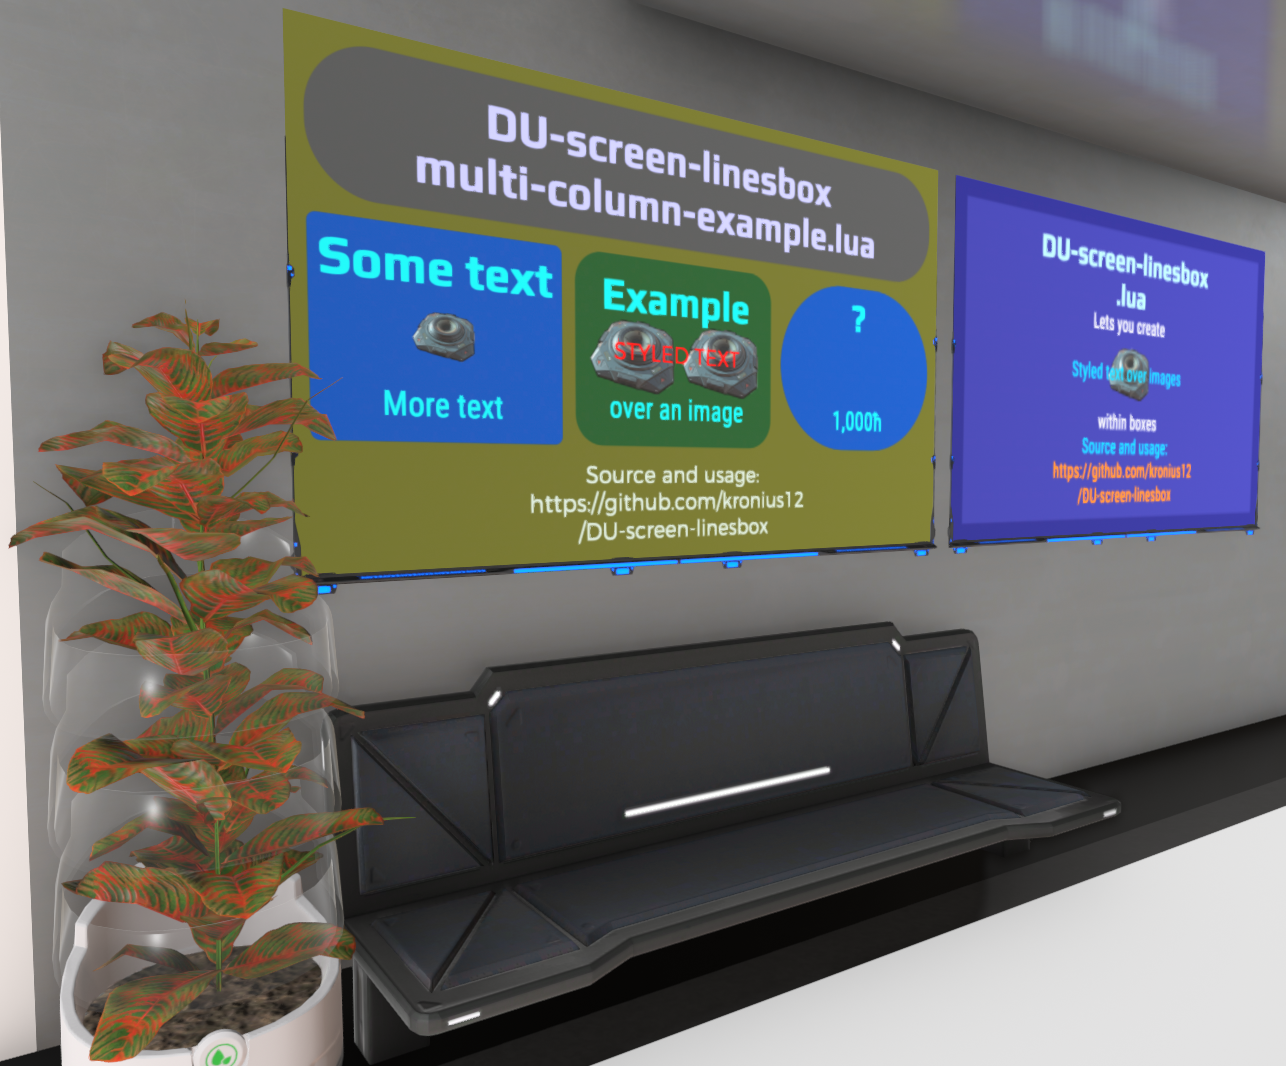 DU-screen-linesbox
multi-column-example.lua
Some text
More text
Example
STYLED TEXT
over an image
?
1,000ħ
Source and usage:
https://github.com/kronius12
/DU-screen-linesbox
DU-screen-linesbox
.lua
Lets you create
Styled text over images
within boxes
Source and usage:
https://github.com/kronius12
/DU-screen-linesbox